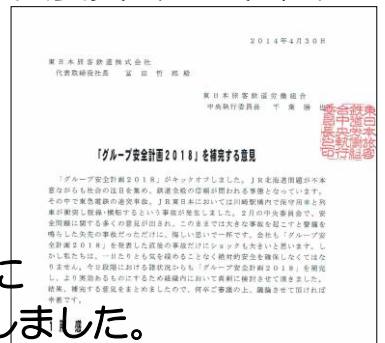 2014年4月30日
東日本旅客鉄道株式会社
代表取締役社長 冨田哲郎殿
東日本旅客鉄道労働組合
中央執行委員長 千葉勝也
「グループ安全計画2018」を補完する意見
「グループ安全計画2018」がキックオフしました。JR北海道問題が不本
意ながらも社会の注目を集め、鉄道全般の信頼が問われる事態となっています。
その中で東急電鉄の追突事故、JR東日本においては川崎駅構内で保守用車と列
車が衝突し脱線・横転するという事故が発生しました。2月の中央委員会で、安
全問題に関する多くの意見が出され、このままでは大きな事故を起こすと警鐘を
鳴らした矢先の事故だっただけに、悔しい思いで一杯です。会社も「グループ安
全計画2018」を発表した直後の事故だけにショックも大きいと思います。し
かし私たちは、一日たりとも気を緩めることなく絶対的安全を確保しなくてはな
りません。今日段階における諸状況からも「グループ安全計画2018」を補完
し、より実効あるものにするため組織内において真剣に検討させて頂きました。
結果、補完する意見をまとめましたので、何卒ご審議の上、議論させて頂ければ
幸甚です。
に
しました。